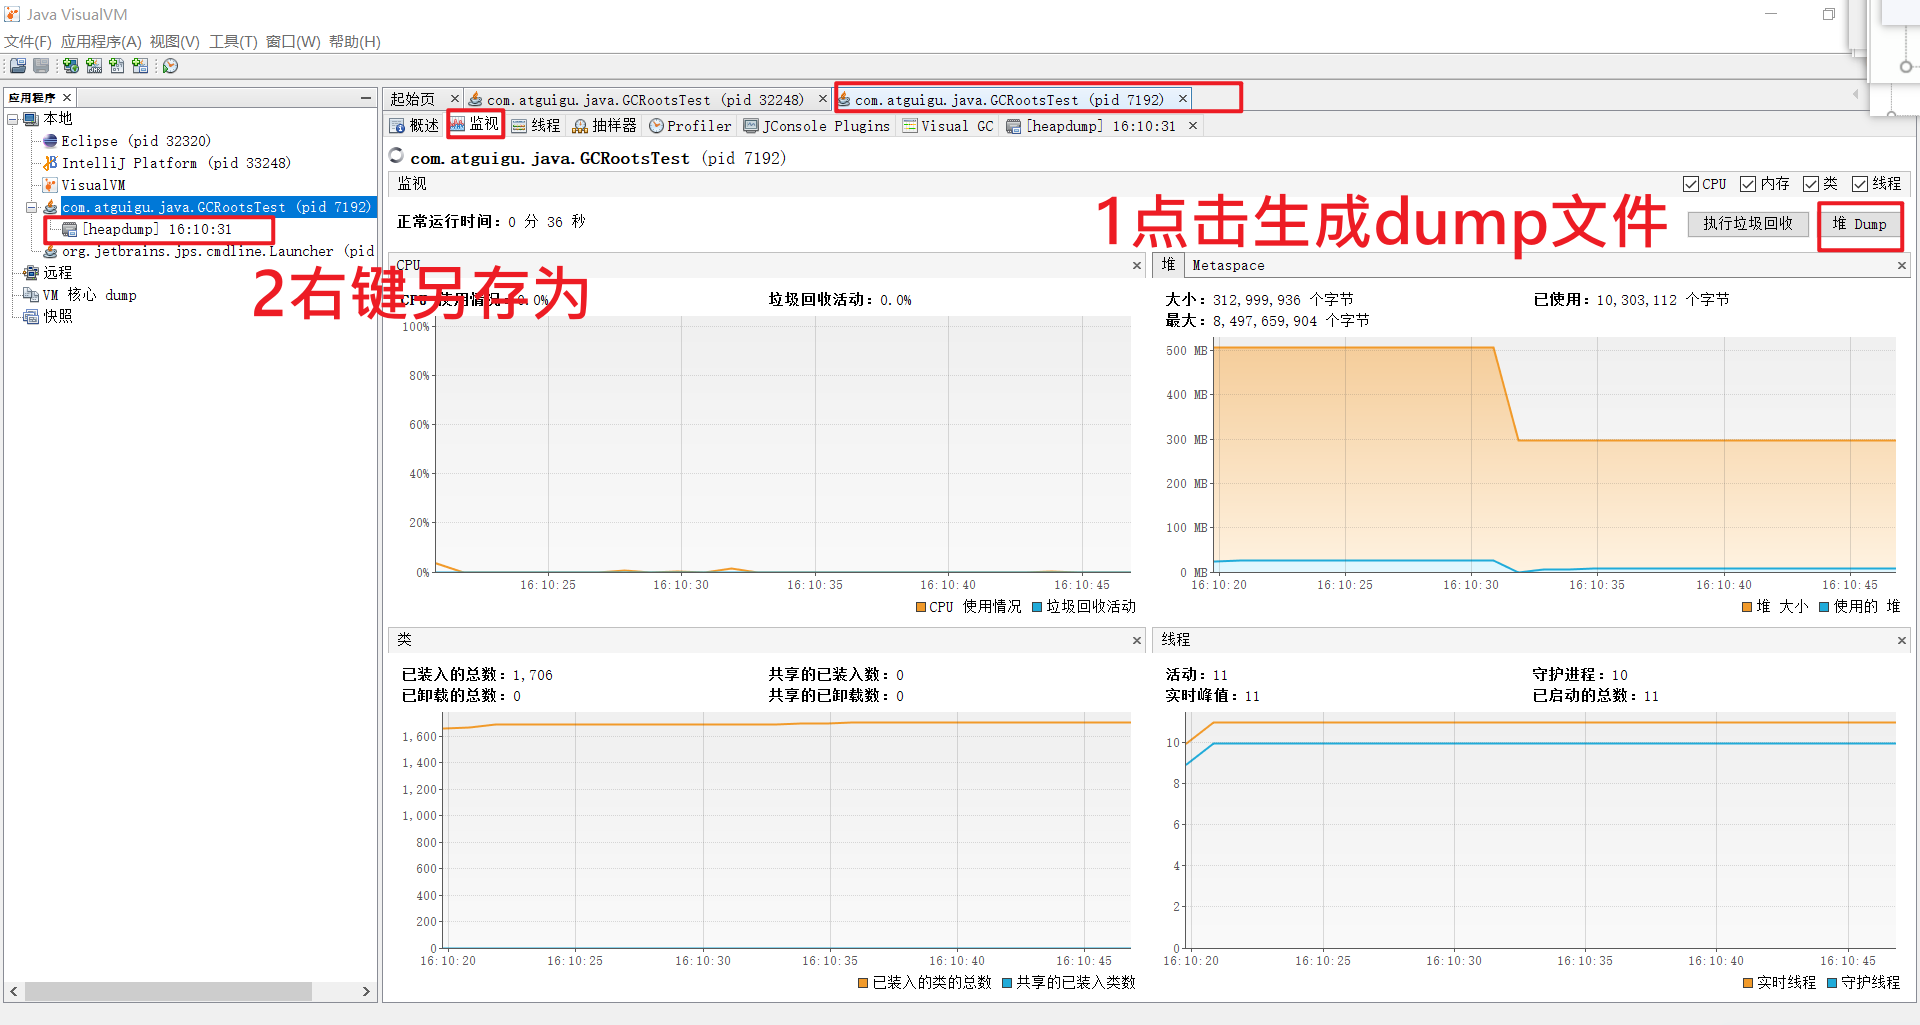 Java VisualVM
文件(F) 应用程序(A) 视图(V) 工具(T) 窗口(W) 帮助(H)
应用程序
本地
Eclipse (pid 32320)
IntelliJ Platform (pid 33248)
VisualVM
com.atguigu.java.GCRootsTest (pid 7192)
[heapdump] 16:10:31
org.jetbrains.jps.cmdline.Launcher (pid
远程
VM 核心 dump
快照
2右键另存为
起始页 com.atguigu.java.GCRootsTest (pid 32248) com.atguigu.java.GCRootsTest (pid 7192)
概述 监视 线程 抽样器 Profiler JConsole Plugins Visual GC [heapdump] 16:10:31
com.atguigu.java.GCRootsTest (pid 7192)
监视 CPU 内存 类 线程
正常运行时间：0 分 36 秒
1点击生成dump文件
执行垃圾回收 堆 Dump
CPU
CPU 使用情况：0.0% 垃圾回收活动：0.0%
100%
80%
60%
40%
20%
0%
16:10:25 16:10:30 16:10:35 16:10:40 16:10:45
CPU 使用情况 垃圾回收活动
堆 Metaspace
大小：312,999,936 个字节 已使用：10,303,112 个字节
最大：8,497,659,904 个字节
500 MB
400 MB
300 MB
200 MB
100 MB
0 MB
16:10:20 16:10:25 16:10:30 16:10:35 16:10:40 16:10:45
堆 大小 使用的 堆
类
已装入的总数：1,706 共享的已装入数：0
已卸载的总数：0 共享的已卸载数：0
1,600
1,400
1,200
1,000
800
600
400
200
0
16:10:20 16:10:25 16:10:30 16:10:35 16:10:40 16:10:45
已装入的类的总数 共享的已装入类数
线程
活动：11 守护进程：10
实时峰值：11 已启动的总数：11
10
8
6
4
2
0
16:10:20 16:10:25 16:10:30 16:10:35 16:10:40 16:10:45
实时线程 守护线程